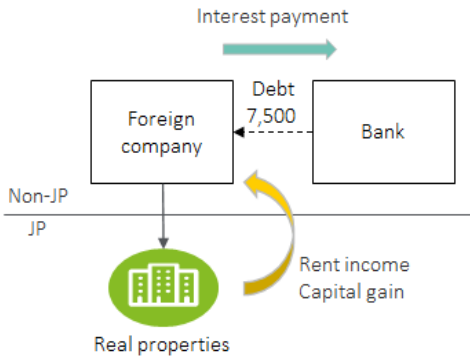 Interest payment
Debt
7,500
Foreign
company
Bank
Non-JP
JP
Rent income
Capital gain
Real properties